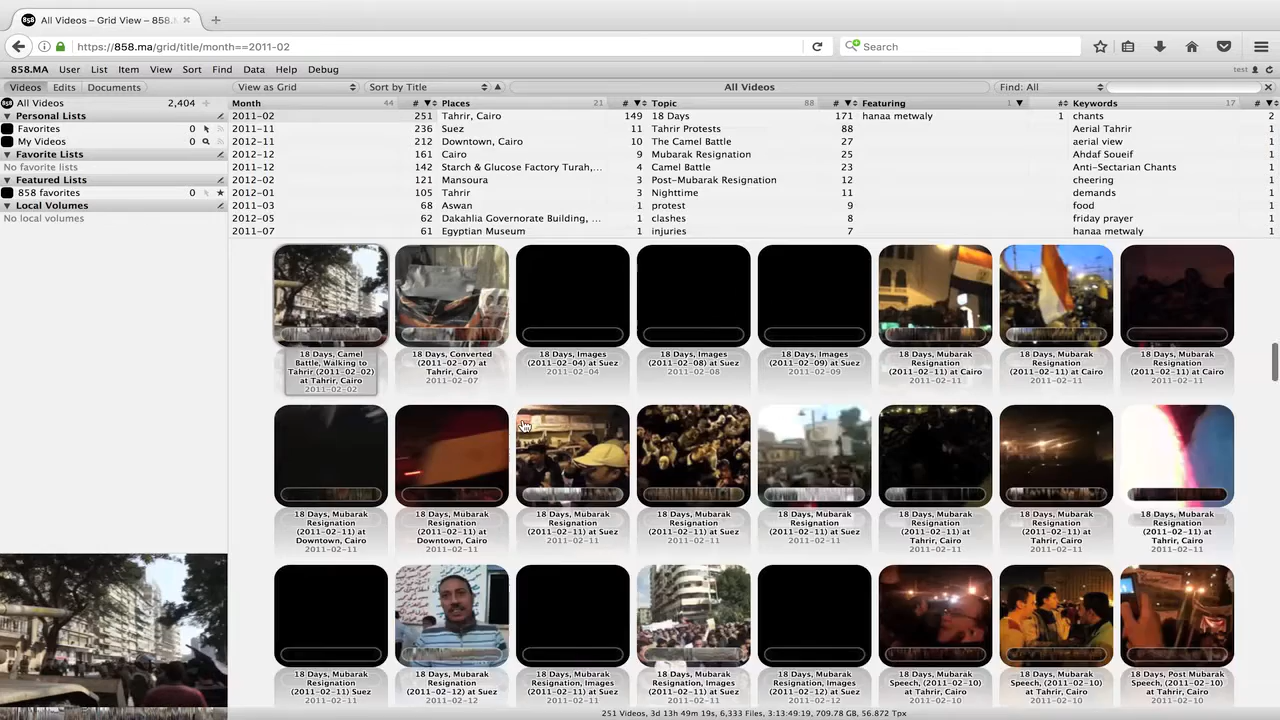 858 All Videos – Grid View – 858.
https://858.ma/grid/title/month==2011-02
Search
858.MA User List Item View Sort Find Data Help Debug
test
Videos Edits Documents
View as Grid
Sort by Title
All Videos
Find: All
858 All Videos 2,404
Personal Lists
Favorites 0
My Videos 0
Favorite Lists
No favorite lists
Featured Lists
858 favorites 0
Local Volumes
No local volumes
Month 44 # Places 21 # Topic 88 # Featuring 1 # Keywords 17 #
2011-02 251 Tahrir, Cairo 149 18 Days 171 hanaa metwaly 1 chants 2
2011-11 236 Suez 11 Tahrir Protests 88 Aerial Tahrir 1
2012-11 212 Downtown, Cairo 10 The Camel Battle 27 aerial view 1
2012-12 161 Cairo 9 Mubarak Resignation 25 Ahdaf Soueif 1
2011-12 142 Starch & Glucose Factory Turah,... 4 Camel Battle 23 Anti-Sectarian Chants 1
2012-02 121 Mansoura 3 Post-Mubarak Resignation 12 cheering 1
2012-01 105 Tahrir 3 Nighttime 11 demands 1
2011-03 68 Aswan 1 protest 9 food 1
2012-05 62 Dakahlia Governorate Building, ... 1 clashes 8 friday prayer 1
2011-07 61 Egyptian Museum 1 injuries 7 hanaa metwaly 1
18 Days, Camel
Battle, Walking to
Tahrir (2011-02-02)
at Tahrir, Cairo
2011-02-02
18 Days, Converted
(2011-02-07) at
Tahrir, Cairo
2011-02-07
18 Days, Images
(2011-02-04) at Suez
2011-02-04
18 Days, Images
(2011-02-08) at Suez
2011-02-08
18 Days, Images
(2011-02-09) at Suez
2011-02-09
18 Days, Mubarak
Resignation
(2011-02-11) at Cairo
2011-02-11
18 Days, Mubarak
Resignation
(2011-02-11) at Cairo
2011-02-11
18 Days, Mubarak
Resignation
(2011-02-11) at Cairo
2011-02-11
18 Days, Mubarak
Resignation
(2011-02-11) at
Downtown, Cairo
2011-02-11
18 Days, Mubarak
Resignation
(2011-02-11) at
Downtown, Cairo
2011-02-11
18 Days, Mubarak
Resignation
(2011-02-11) at Suez
2011-02-11
18 Days, Mubarak
Resignation
(2011-02-11) at Suez
2011-02-11
18 Days, Mubarak
Resignation
(2011-02-11) at Suez
2011-02-11
18 Days, Mubarak
Resignation
(2011-02-11) at
Tahrir, Cairo
2011-02-11
18 Days, Mubarak
Resignation
(2011-02-11) at
Tahrir, Cairo
2011-02-11
18 Days, Mubarak
Resignation
(2011-02-11) at
Tahrir, Cairo
2011-02-11
18 Days, Mubarak
Resignation
(2011-02-11) Suez
2011-02-11
18 Days, Mubarak
Resignation
(2011-02-12) at Suez
2011-02-12
18 Days, Mubarak
Resignation, Images
(2011-02-11) at Suez
2011-02-11
18 Days, Mubarak
Resignation, Images
(2011-02-11) at Suez
2011-02-11
18 Days, Mubarak
Resignation, Images
(2011-02-12) at Suez
2011-02-12
18 Days, Mubarak
Speech, (2011-02-10)
at Tahrir, Cairo
2011-02-10
18 Days, Mubarak
Speech, (2011-02-10)
at Tahrir, Cairo
2011-02-10
18 Days, Post Mubarak
Speech, (2011-02-10)
at Tahrir, Cairo
2011-02-10
251 Videos, 3d 13h 49m 19s, 6,333 Files, 3:13:49:19, 709.78 GB, 56.872 Tpx